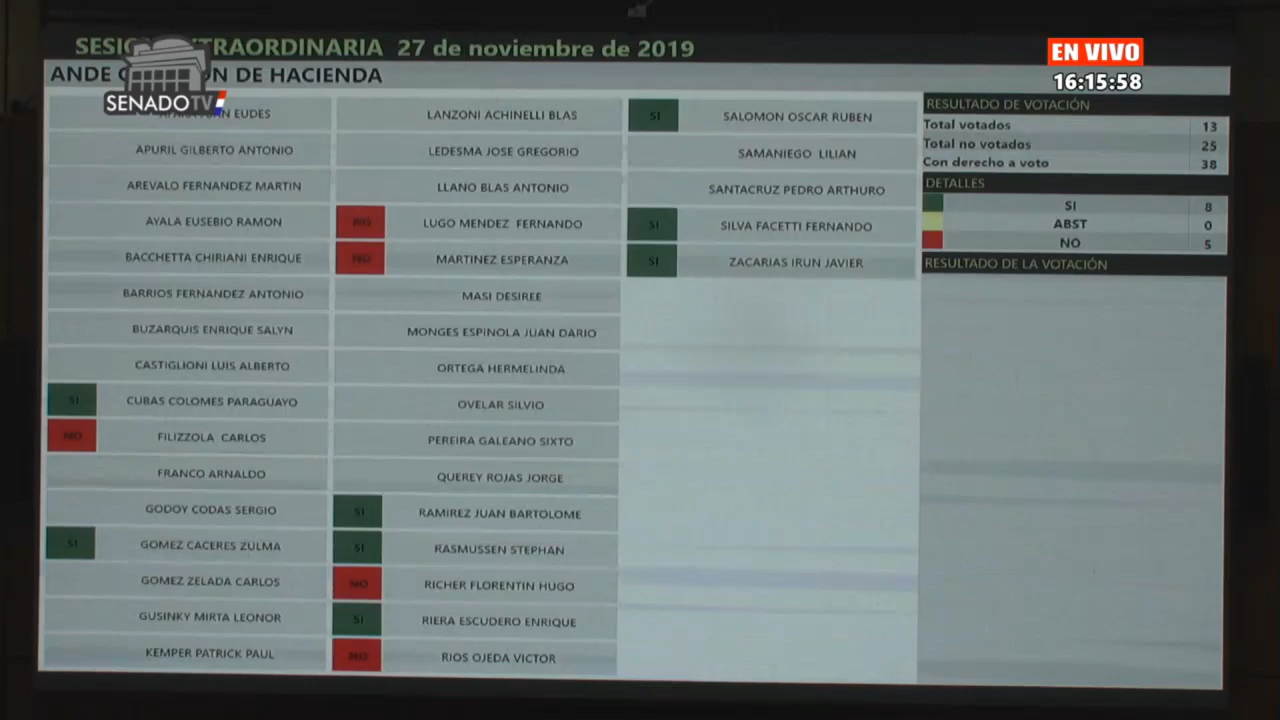 SESIÓN EXTRAORDINARIA 27 de noviembre de 2019
EN VIVO
16:15:58
ANDE DE HACIENDA
SENADO TV
EUDES
APURIL GILBERTO ANTONIO
AREVALO FERNANDEZ MARTIN
AYALA EUSEBIO RAMON
BACCHETTA CHIRIANI ENRIQUE
BARRIOS FERNANDEZ ANTONIO
BUZARQUIS ENRIQUE SALYN
CASTIGLIONI LUIS ALBERTO
SI CUBAS COLOMES PARAGUAYO
NO FILIZZOLA CARLOS
FRANCO ARNALDO
GODOY CODAS SERGIO
SI GOMEZ CACERES ZULMA
GOMEZ ZELADA CARLOS
GUSINKY MIRTA LEONOR
KEMPER PATRICK PAUL
LANZONI ACHINELLI BLAS
LEDESMA JOSE GREGORIO
LLANO BLAS ANTONIO
NO LUGO MENDEZ FERNANDO
NO MARTINEZ ESPERANZA
MASI DESIREE
MONGES ESPINOLA JUAN DARIO
ORTEGA HERMELINDA
OVELAR SILVIO
PEREIRA GALEANO SIXTO
QUEREY ROJAS JORGE
SI RAMIREZ JUAN BARTOLOME
SI RASMUSSEN STEPHAN
NO RICHER FLORENTIN HUGO
SI RIERA ESCUDERO ENRIQUE
NO RIOS OJEDA VICTOR
SI SALOMON OSCAR RUBEN
SAMANIEGO LILIAN
SANTACRUZ PEDRO ARTHURO
SI SILVA FACETTI FERNANDO
SI ZACARIAS IRUN JAVIER
RESULTADO DE VOTACIÓN
Total votados 13
Total no votados 25
Con derecho a voto 38
DETALLES
SI 8
ABST 0
NO 5
RESULTADO DE LA VOTACIÓN